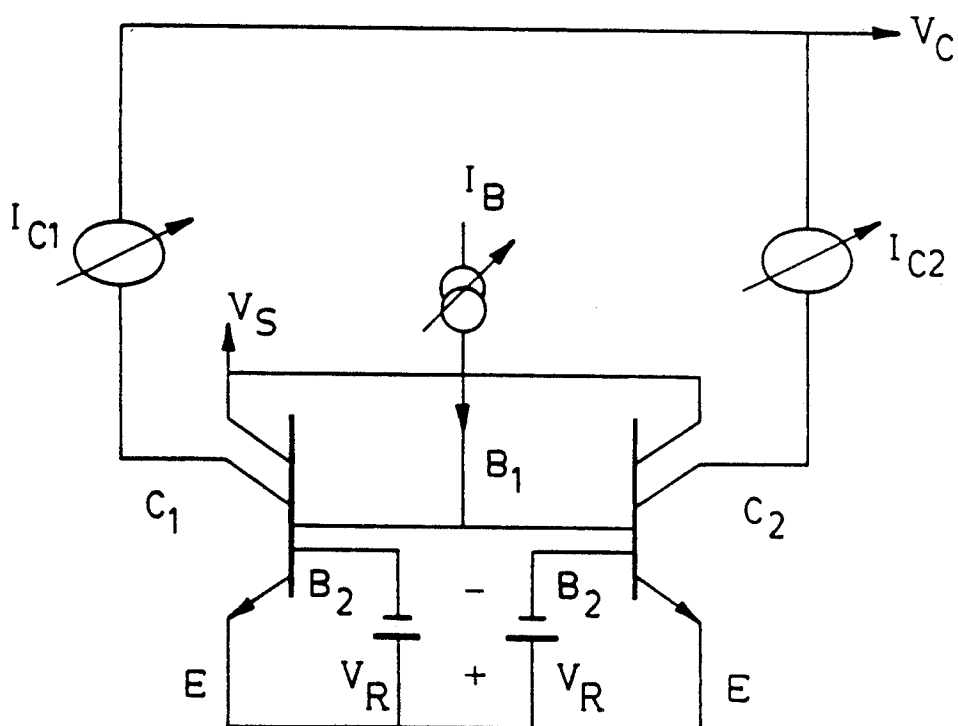 V_C
I_B
I_C1
I_C2
V_S
B_1
C_1
C_2
B_2
-
B_2
E
V_R
+
V_R
E